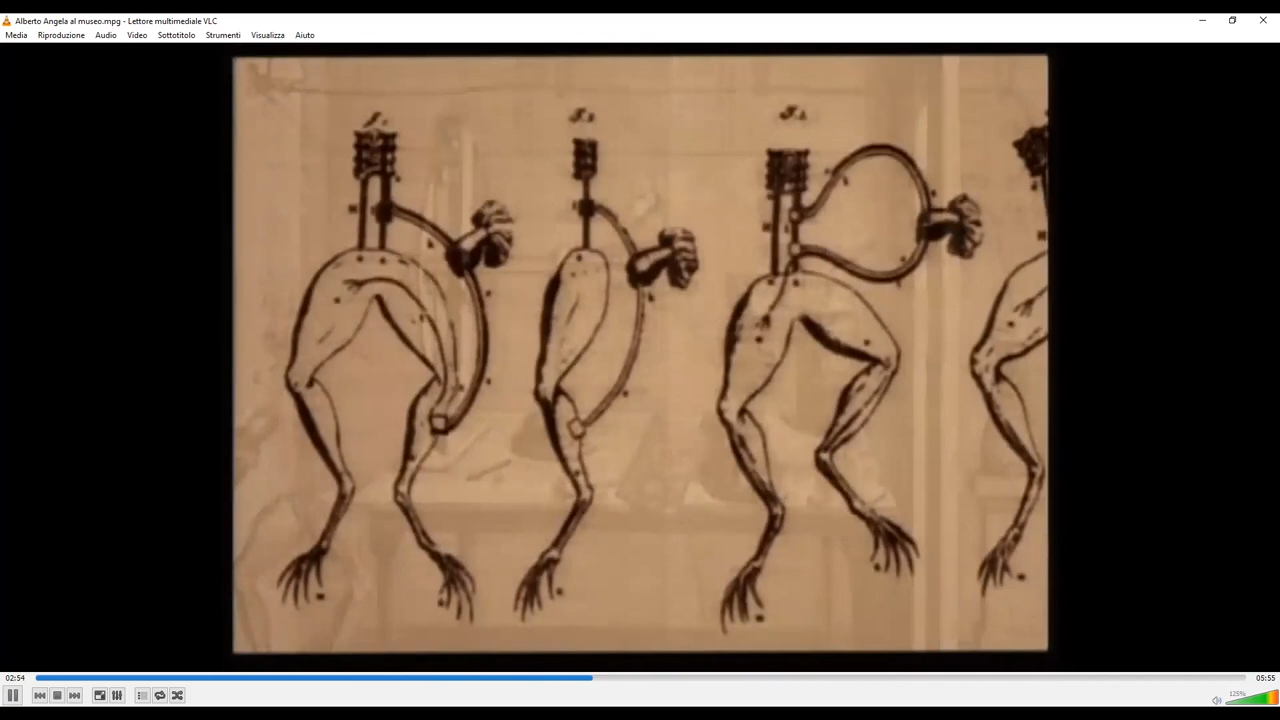 Alberto Angela al museo.mpg - Lettore multimediale VLC
Media Riproduzione Audio Video Sottotitolo Strumenti Visualizza Aiuto
02:54 05:55
125%